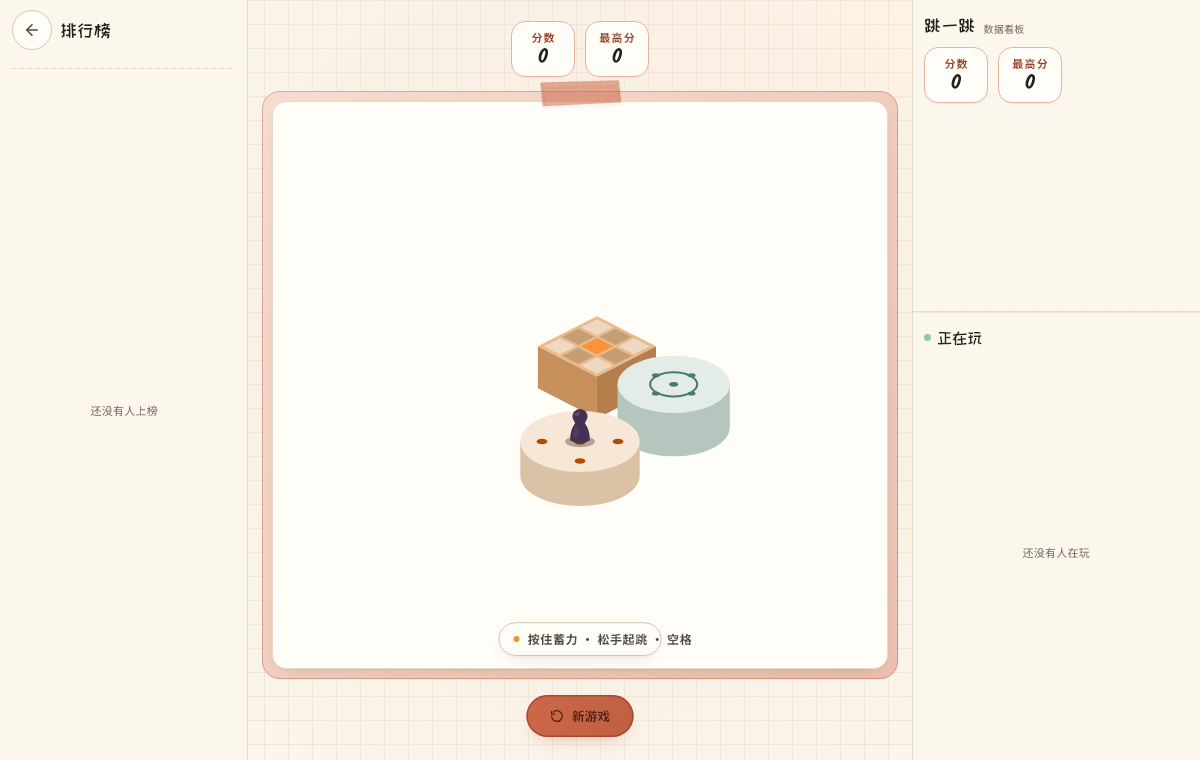 排行榜
还没有人上榜
分数
0
最高分
0
按住蓄力 · 松手起跳 · 空格
新游戏
跳一跳 数据看板
分数
0
最高分
0
正在玩
还没有人在玩